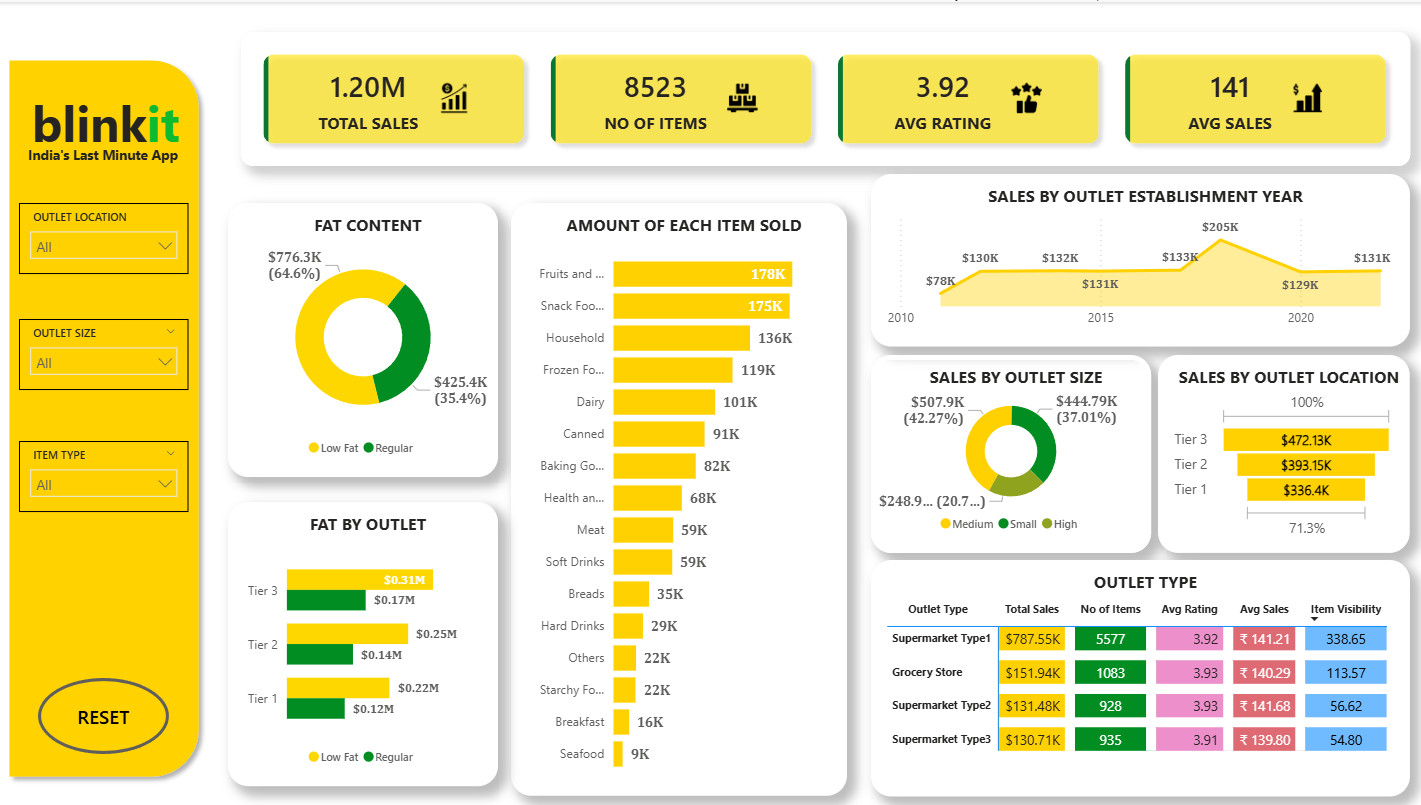 blinkit
India's Last Minute App
OUTLET LOCATION
All
OUTLET SIZE
All
ITEM TYPE
All
RESET
1.20M
TOTAL SALES
8523
NO OF ITEMS
3.92
AVG RATING
141
AVG SALES
FAT CONTENT
$776.3K
(64.6%)
$425.4K
(35.4%)
Low Fat Regular
FAT BY OUTLET
Tier 3 $0.31M
$0.17M
Tier 2 $0.25M
$0.14M
Tier 1 $0.22M
$0.12M
Low Fat Regular
AMOUNT OF EACH ITEM SOLD
Fruits and ... 178K
Snack Foo... 175K
Household 136K
Frozen Fo... 119K
Dairy 101K
Canned 91K
Baking Go... 82K
Health an... 68K
Meat 59K
Soft Drinks 59K
Breads 35K
Hard Drinks 29K
Others 22K
Starchy Fo... 22K
Breakfast 16K
Seafood 9K
SALES BY OUTLET ESTABLISHMENT YEAR
$78K $130K $132K $131K $133K $205K $129K $131K
2010 2015 2020
SALES BY OUTLET SIZE
$507.9K
(42.27%)
$444.79K
(37.01%)
$248.9... (20.7...)
Medium Small High
SALES BY OUTLET LOCATION
100%
Tier 3 $472.13K
Tier 2 $393.15K
Tier 1 $336.4K
71.3%
OUTLET TYPE
Outlet Type Total Sales No of Items Avg Rating Avg Sales Item Visibility
Supermarket Type1 $787.55K 5577 3.92 ₹ 141.21 338.65
Grocery Store $151.94K 1083 3.93 ₹ 140.29 113.57
Supermarket Type2 $131.48K 928 3.93 ₹ 141.68 56.62
Supermarket Type3 $130.71K 935 3.91 ₹ 139.80 54.80